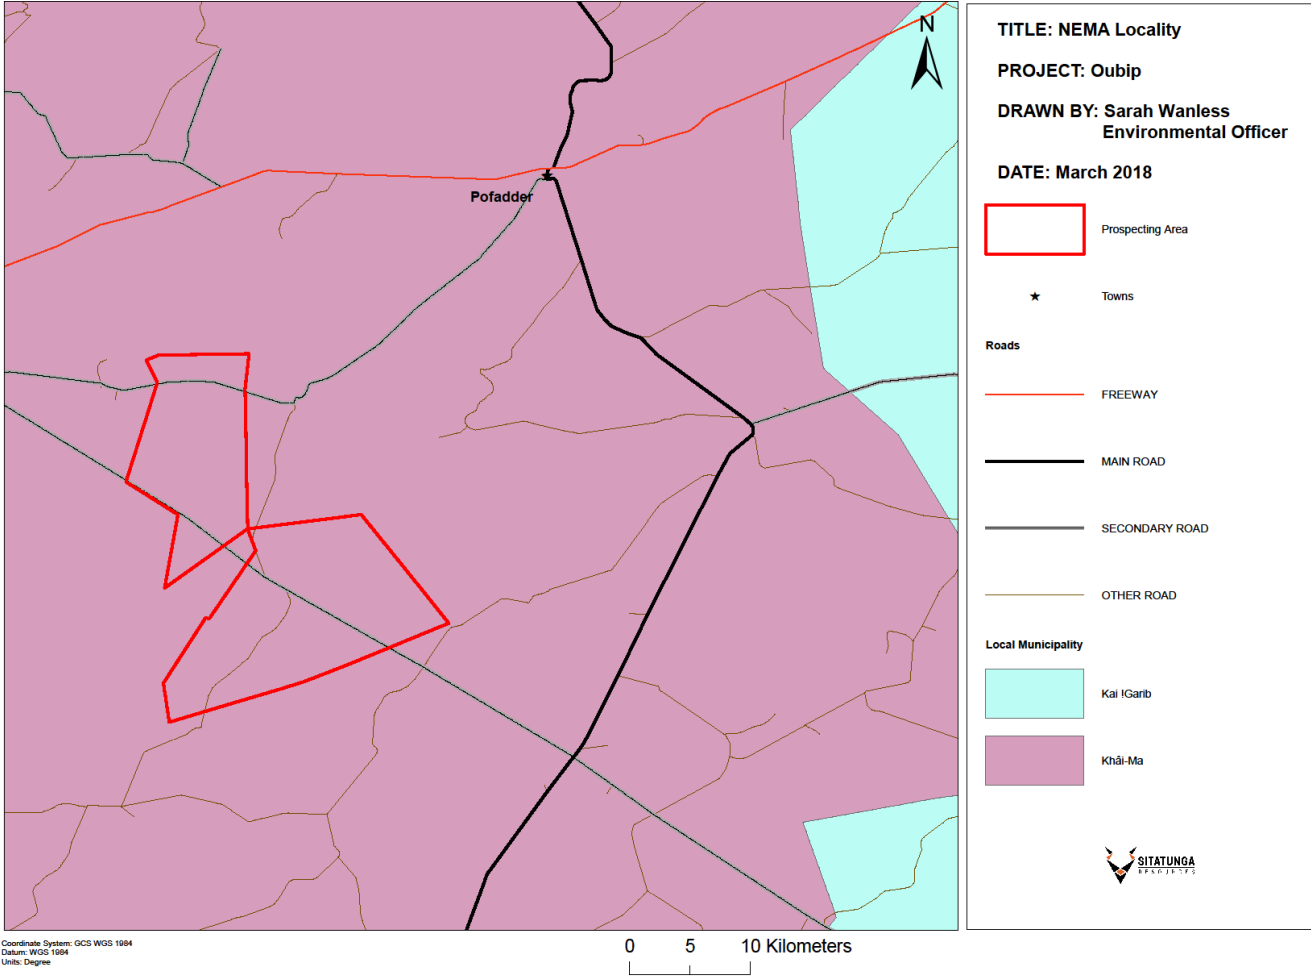 N
Pofadder
TITLE: NEMA Locality
PROJECT: Oubip
DRAWN BY: Sarah Wanless
Environmental Officer
DATE: March 2018
Prospecting Area
Towns
Roads
FREEWAY
MAIN ROAD
SECONDARY ROAD
OTHER ROAD
Local Municipality
Kai !Garib
Khâi-Ma
SITATUNGA
RESOURCES
Coordinate System: GCS WGS 1984
Datum: WGS 1984
Units: Degree
0 5 10 Kilometers